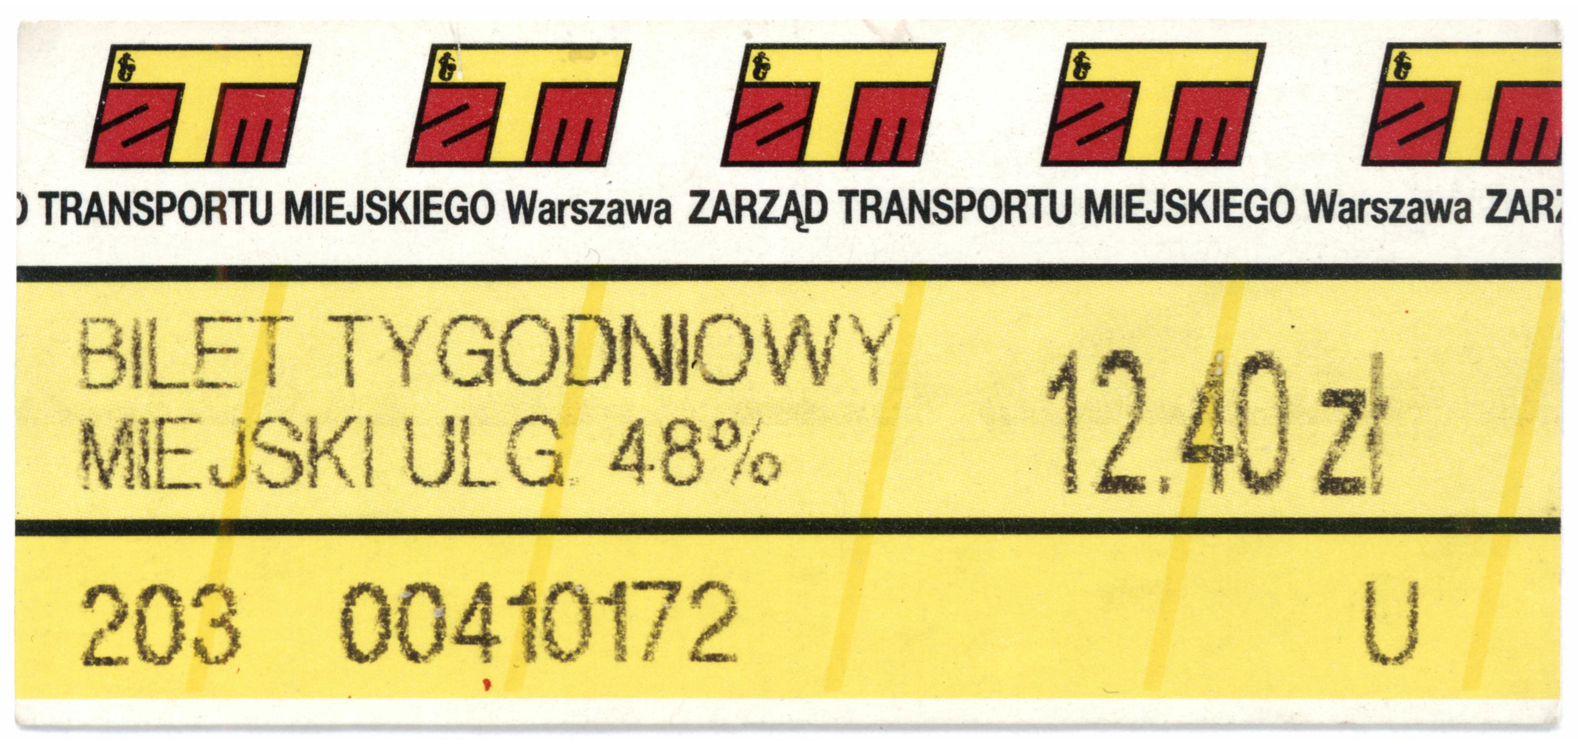 ZTM ZTM ZTM ZTM ZTM
D TRANSPORTU MIEJSKIEGO Warszawa ZARZĄD TRANSPORTU MIEJSKIEGO Warszawa ZARZ
BILET TYGODNIOWY
MIEJSKI ULG. 48%
12.40 zł
203 00410172 U